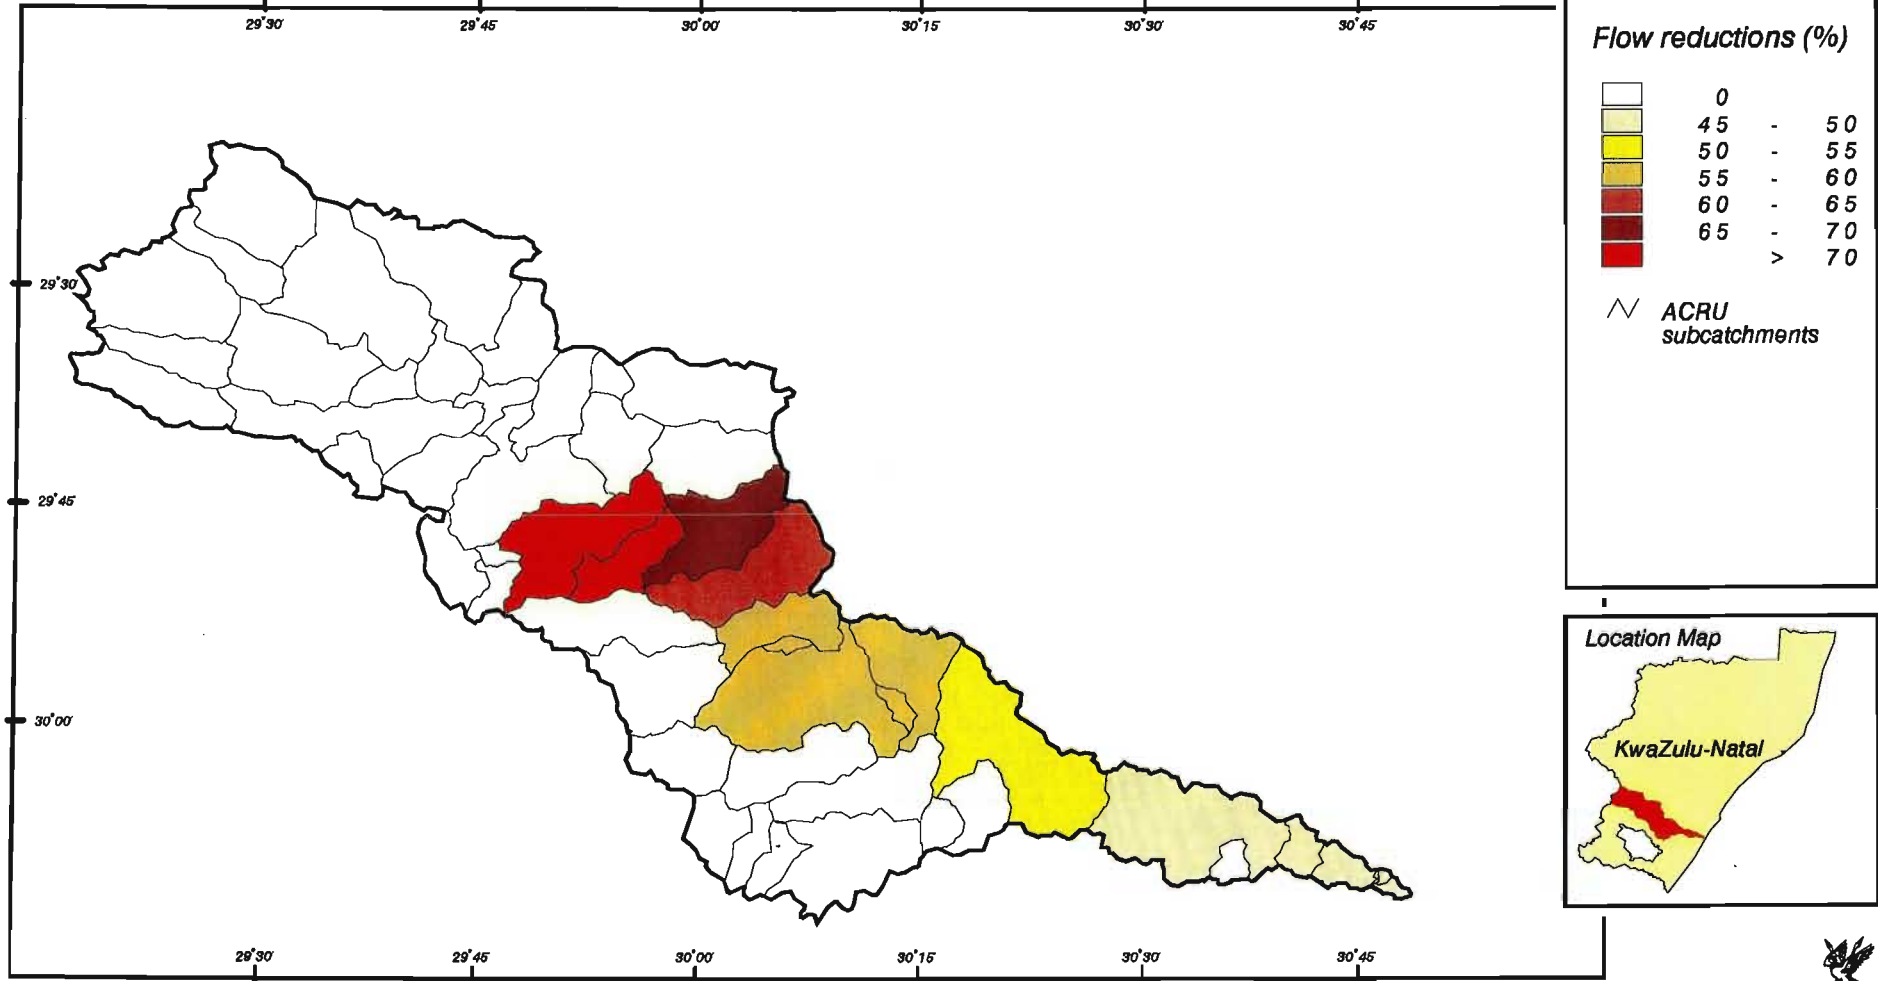 29°30'
29°45'
30°00'
30°15'
30°30'
30°45'
Flow reductions (%)
0
45 - 50
50 - 55
55 - 60
60 - 65
65 - 70
> 70
ACRU
subcatchments
29°30'
29°45'
30°00'
Location Map
KwaZulu-Natal
29°30'
29°45'
30°00'
30°15'
30°30'
30°45'